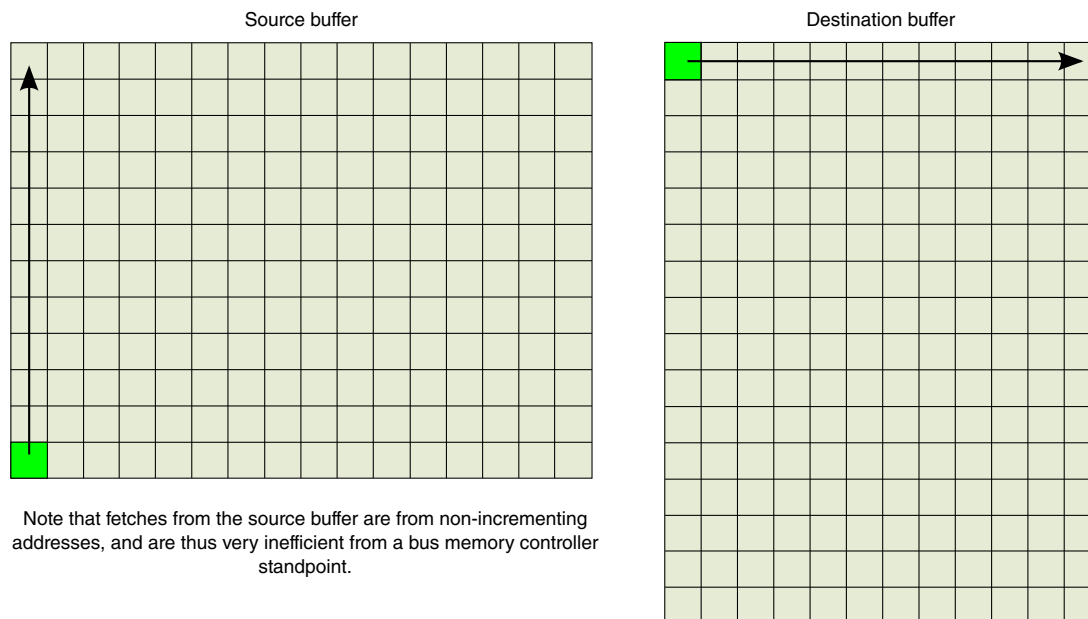 Source buffer
Destination buffer
Note that fetches from the source buffer are from non-incrementing
addresses, and are thus very inefficient from a bus memory controller
standpoint.